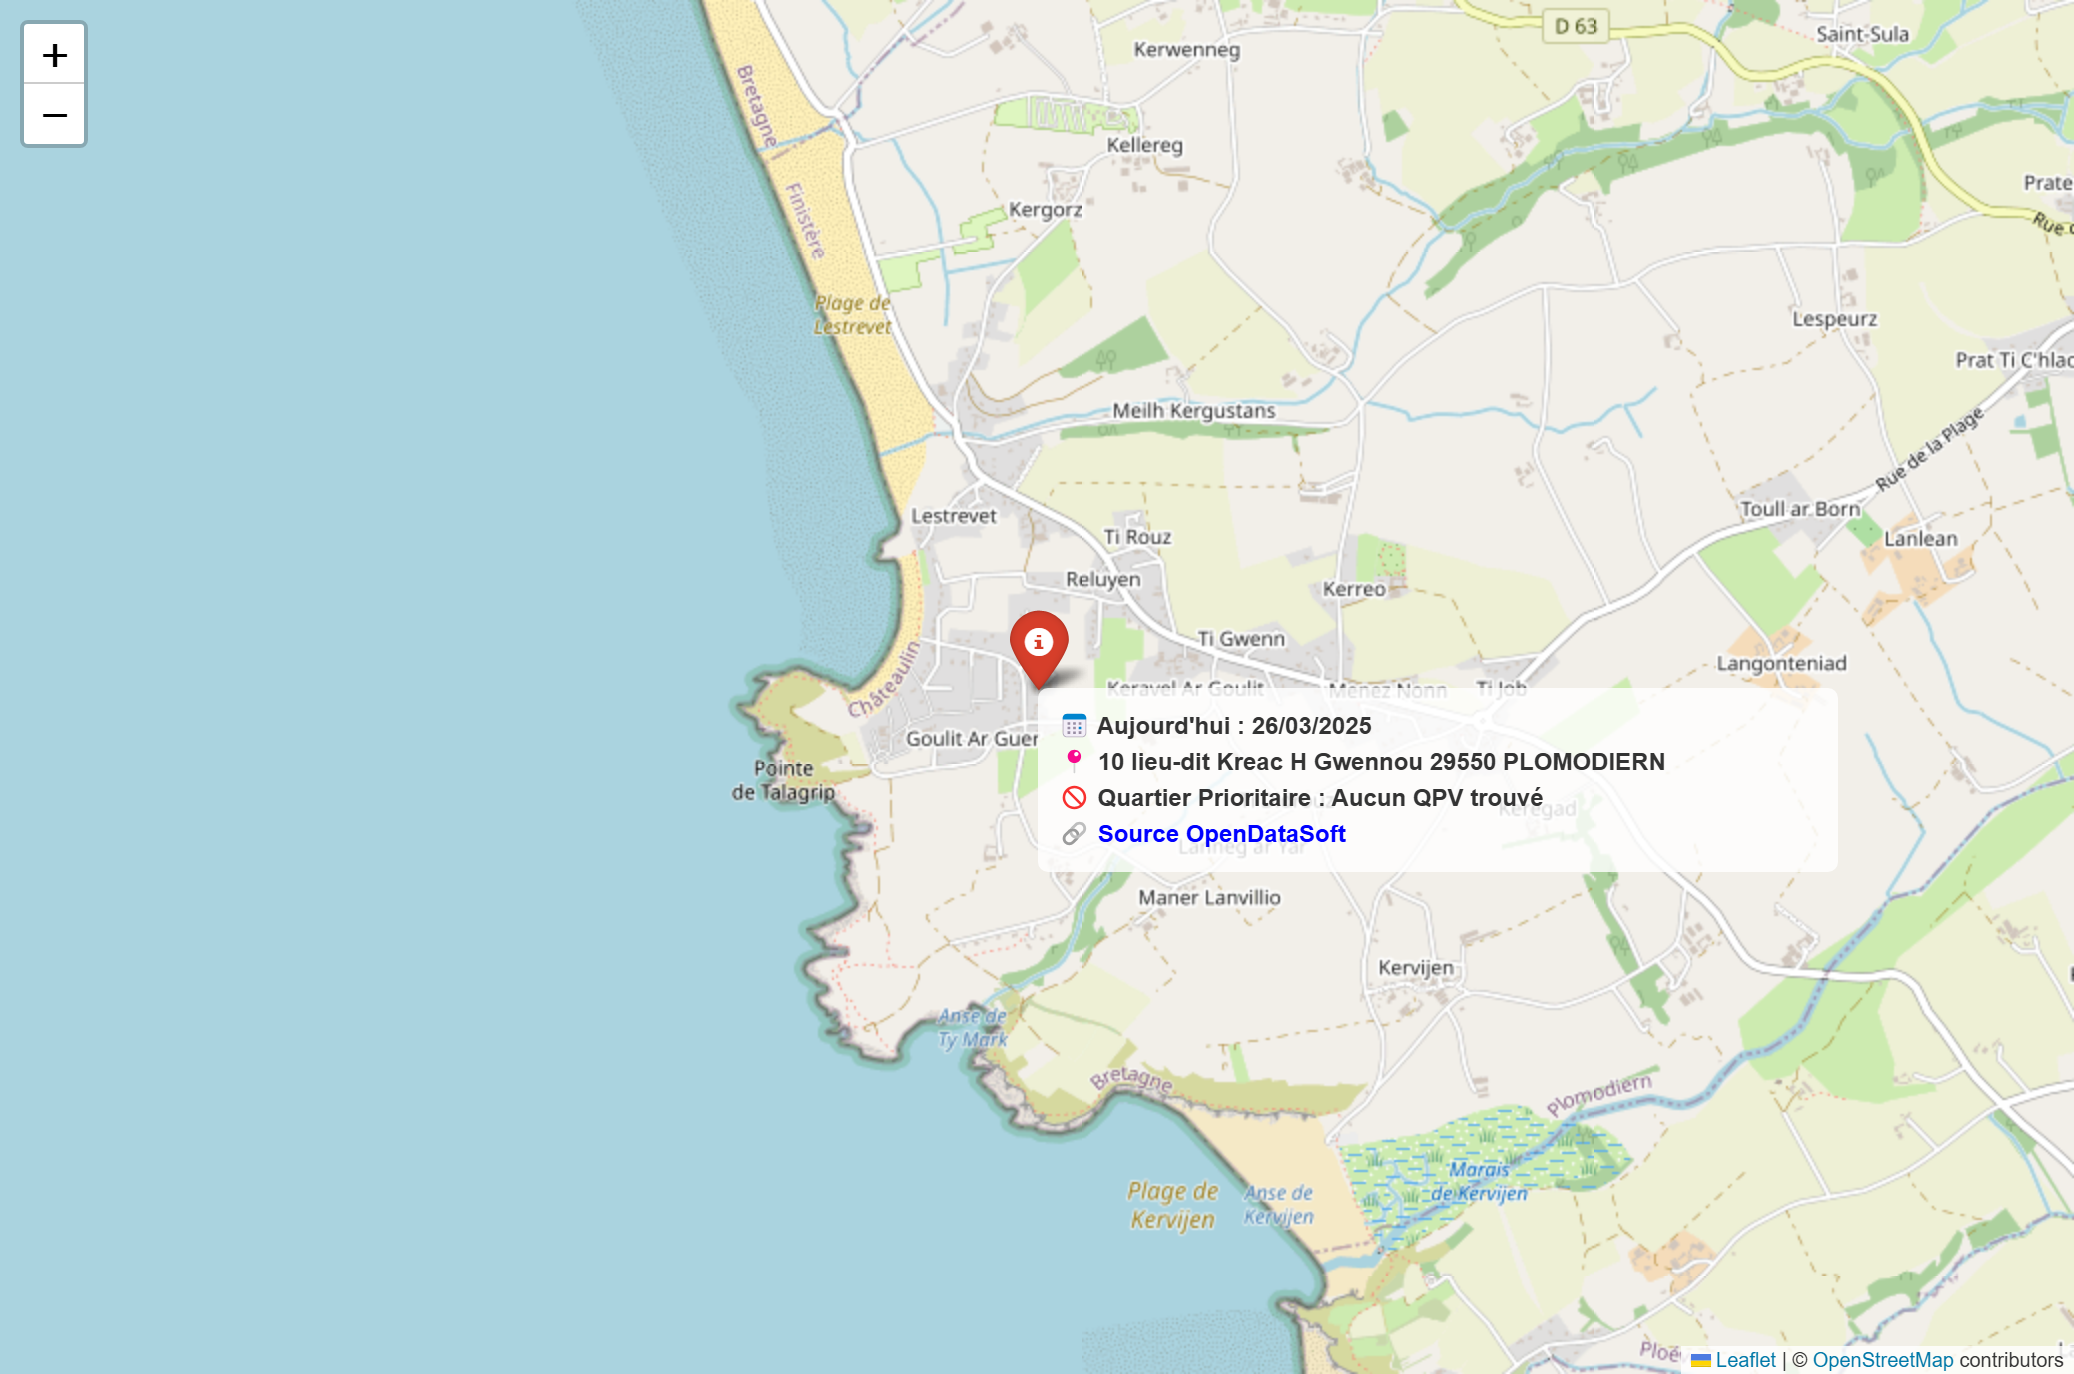 +
−
D 63
Saint-Sula
Kerwenneg
Bretagne
Kellereg
Prate
Kergorz
Finistère
Rue
Plage de
Lestrevet
Lespeurz
Prat Ti C'hlac
Meilh Kergustans
Rue de la Plage
Toull ar Born
Lestrevet
Ti Rouz
Lanlean
Reluyen
Kerreo
Ti Gwenn
Langonteniad
Châteaulin
Keravel Ar Goulit
Menez Nonn
Ti Job
Goulit Ar Guer
Aujourd'hui : 26/03/2025
10 lieu-dit Kreac H Gwennou 29550 PLOMODIERN
Quartier Prioritaire : Aucun QPV trouvé
Source OpenDataSoft
Keregad
Lanneg ar Yar
Pointe
de Talagrip
Maner Lanvillio
Kervijen
Anse de
Ty Mark
Bretagne
Plomodiern
Marais
de Kervijen
Plage de
Kervijen
Anse de
Kervijen
Ploé
Leaflet | © OpenStreetMap contributors